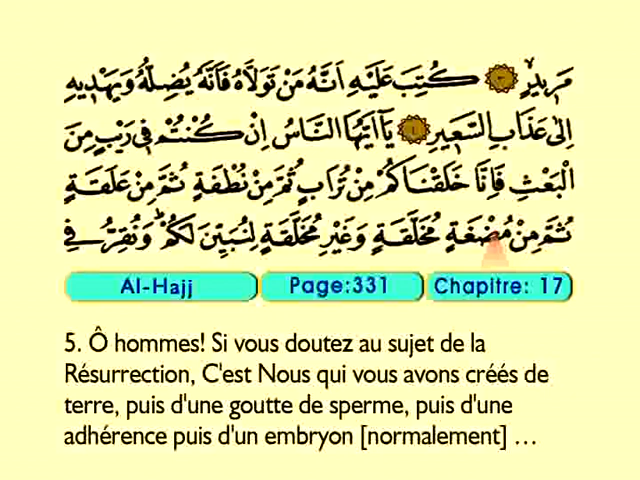 مَرِيدٍ ٣ كُتِبَ عَلَيْهِ اَنَّهُ مَنْ تَوَلَّاهُ فَاَنَّهُ يُضِلُّهُ وَيَهْدِيهِ
اِلٰى عَذَابِ السَّعِيرِ ٤ يَٓا اَيُّهَا النَّاسُ اِنْ كُنْتُمْ فِى رَيْبٍ مِنَ
الْبَعْثِ فَاِنَّا خَلَقْنَاكُمْ مِنْ تُرَابٍ ثُمَّ مِنْ نُطْفَةٍ ثُمَّ مِنْ عَلَقَةٍ
ثُمَّ مِنْ مُضْغَةٍ مُخَلَّقَةٍ وَغَيْرِ مُخَلَّقَةٍ لِنُبَيِّنَ لَكُمْ وَنُقِرُّ فِى
Al-Hajj Page:331 Chapitre: 17
5. Ô hommes! Si vous doutez au sujet de la
Résurrection, C'est Nous qui vous avons créés de
terre, puis d'une goutte de sperme, puis d'une
adhérence puis d'un embryon [normalement] …